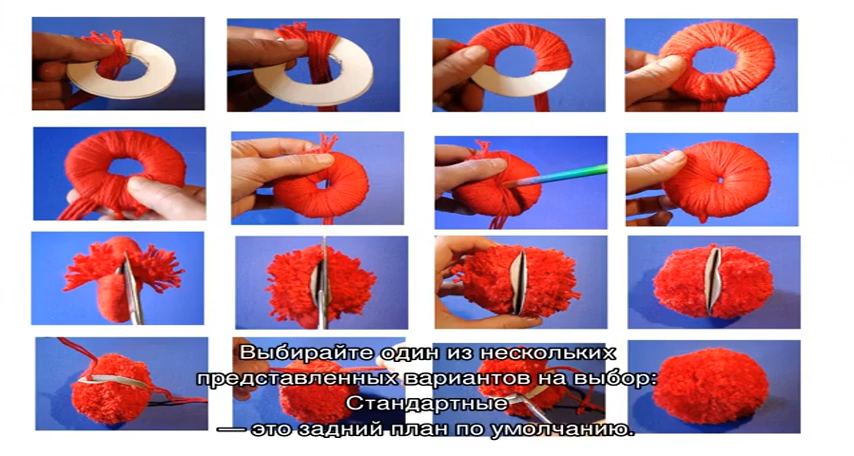 Выбирайте один из нескольких
представленных вариантов на выбор:
Стандартные
— это задний план по умолчанию.